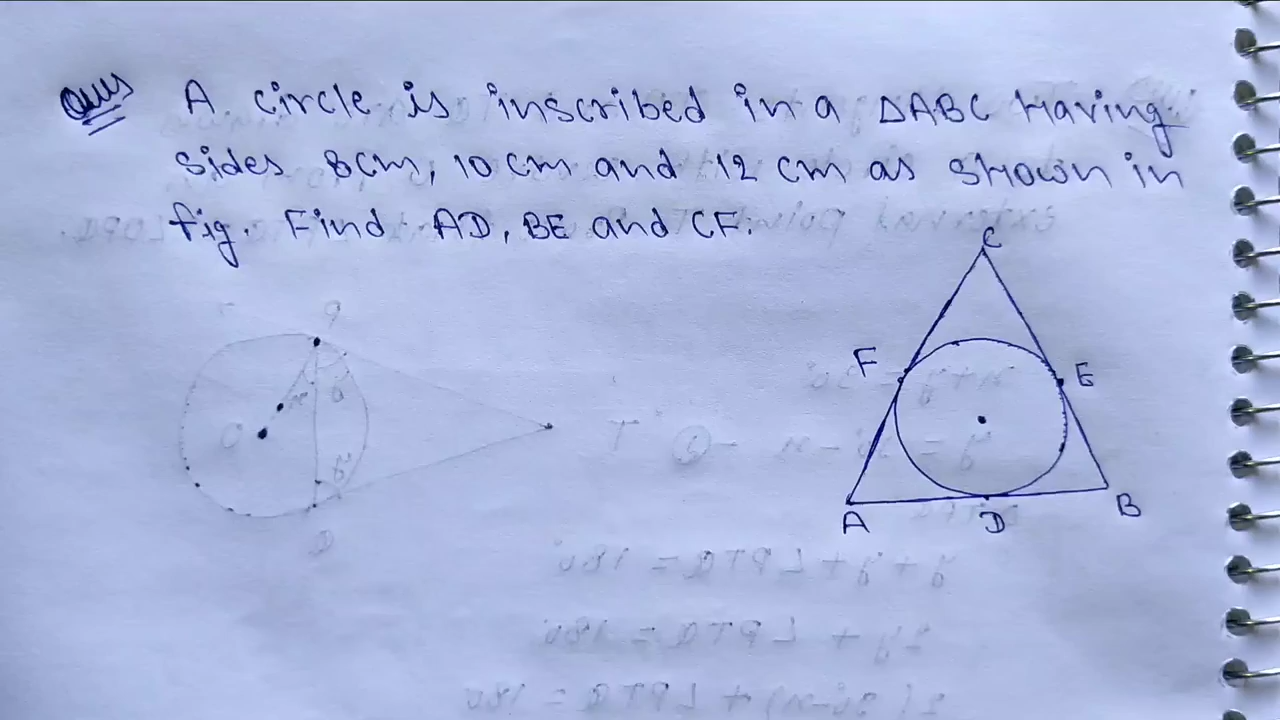 Ques A circle is inscribed in a ΔABC Having
sides 8cm, 10 cm and 12 cm as shown in
fig. Find AD, BE and CF.
C
F
E
A
D
B